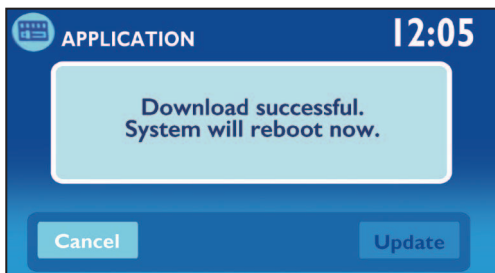 APPLICATION 12:05
Download successful.
System will reboot now.
Cancel Update